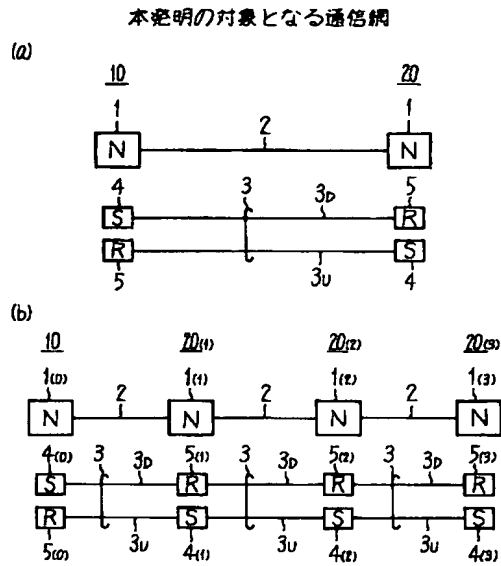 本発明の対象となる通信網
(a)
10 20
1 1
N 2 N
4 3 3D 5
S R
R S
5 3U 4
(b)
10 20(1) 20(2) 20(3)
1(0) 1(1) 1(2) 1(3)
N 2 N 2 N 2 N
4(0) 3 3D 5(1) 3 3D 5(2) 3 3D 5(3)
S R R R
R S S S
5(0) 3U 4(1) 3U 4(2) 3U 4(3)